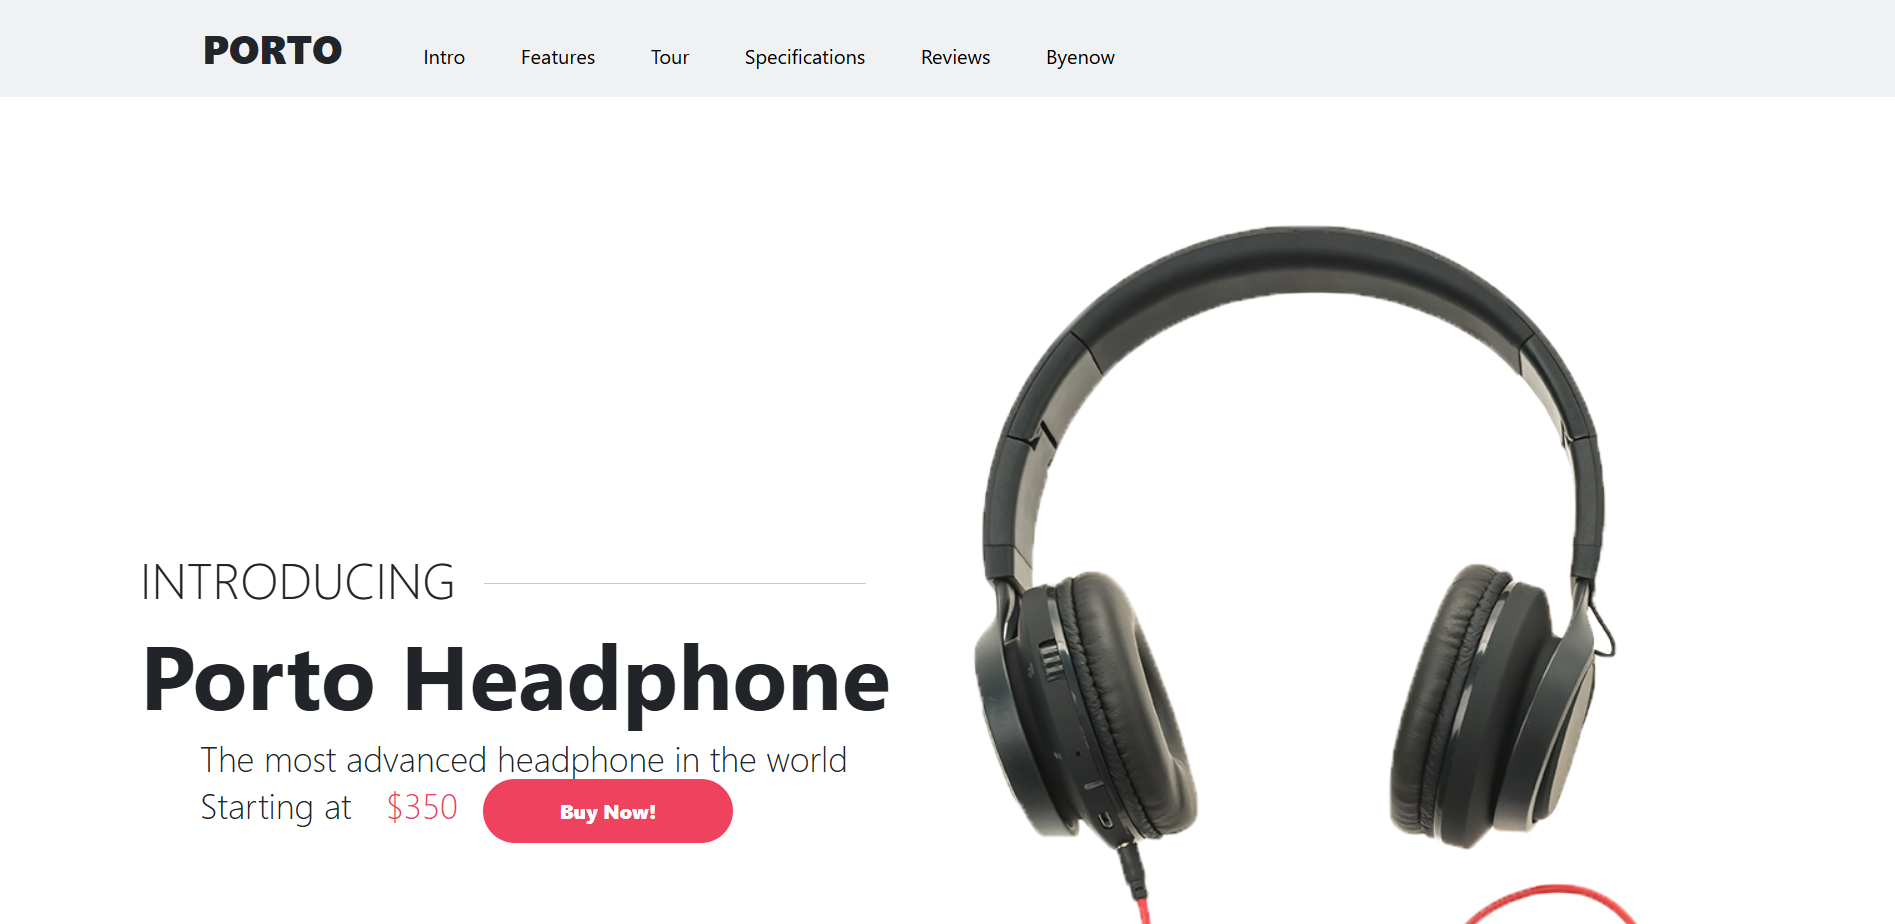 PORTO Intro Features Tour Specifications Reviews Byenow
INTRODUCING
Porto Headphone
The most advanced headphone in the world
Starting at $350 Buy Now!